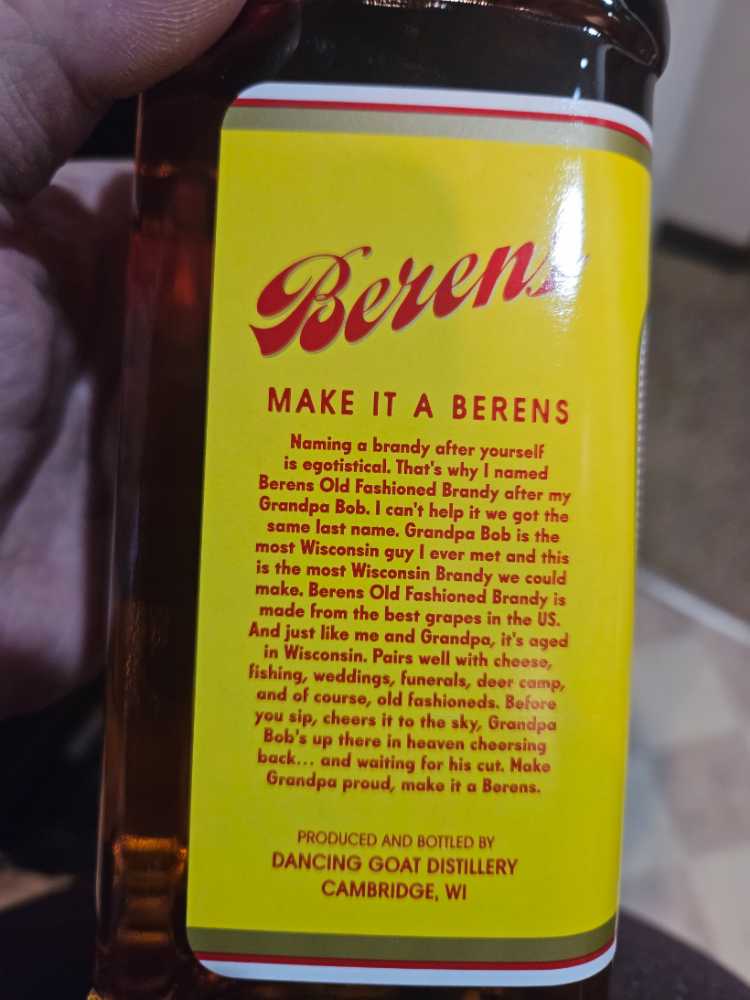 Berens
MAKE IT A BERENS
Naming a brandy after yourself
is egotistical. That's why I named
Berens Old Fashioned Brandy after my
Grandpa Bob. I can't help it we got the
same last name. Grandpa Bob is the
most Wisconsin guy I ever met and this
is the most Wisconsin Brandy we could
make. Berens Old Fashioned Brandy is
made from the best grapes in the US.
And just like me and Grandpa, it's aged
in Wisconsin. Pairs well with cheese,
fishing, weddings, funerals, deer camp,
and of course, old fashioneds. Before
you sip, cheers it to the sky, Grandpa
Bob's up there in heaven cheersing
back... and waiting for his cut. Make
Grandpa proud, make it a Berens.
PRODUCED AND BOTTLED BY
DANCING GOAT DISTILLERY
CAMBRIDGE, WI